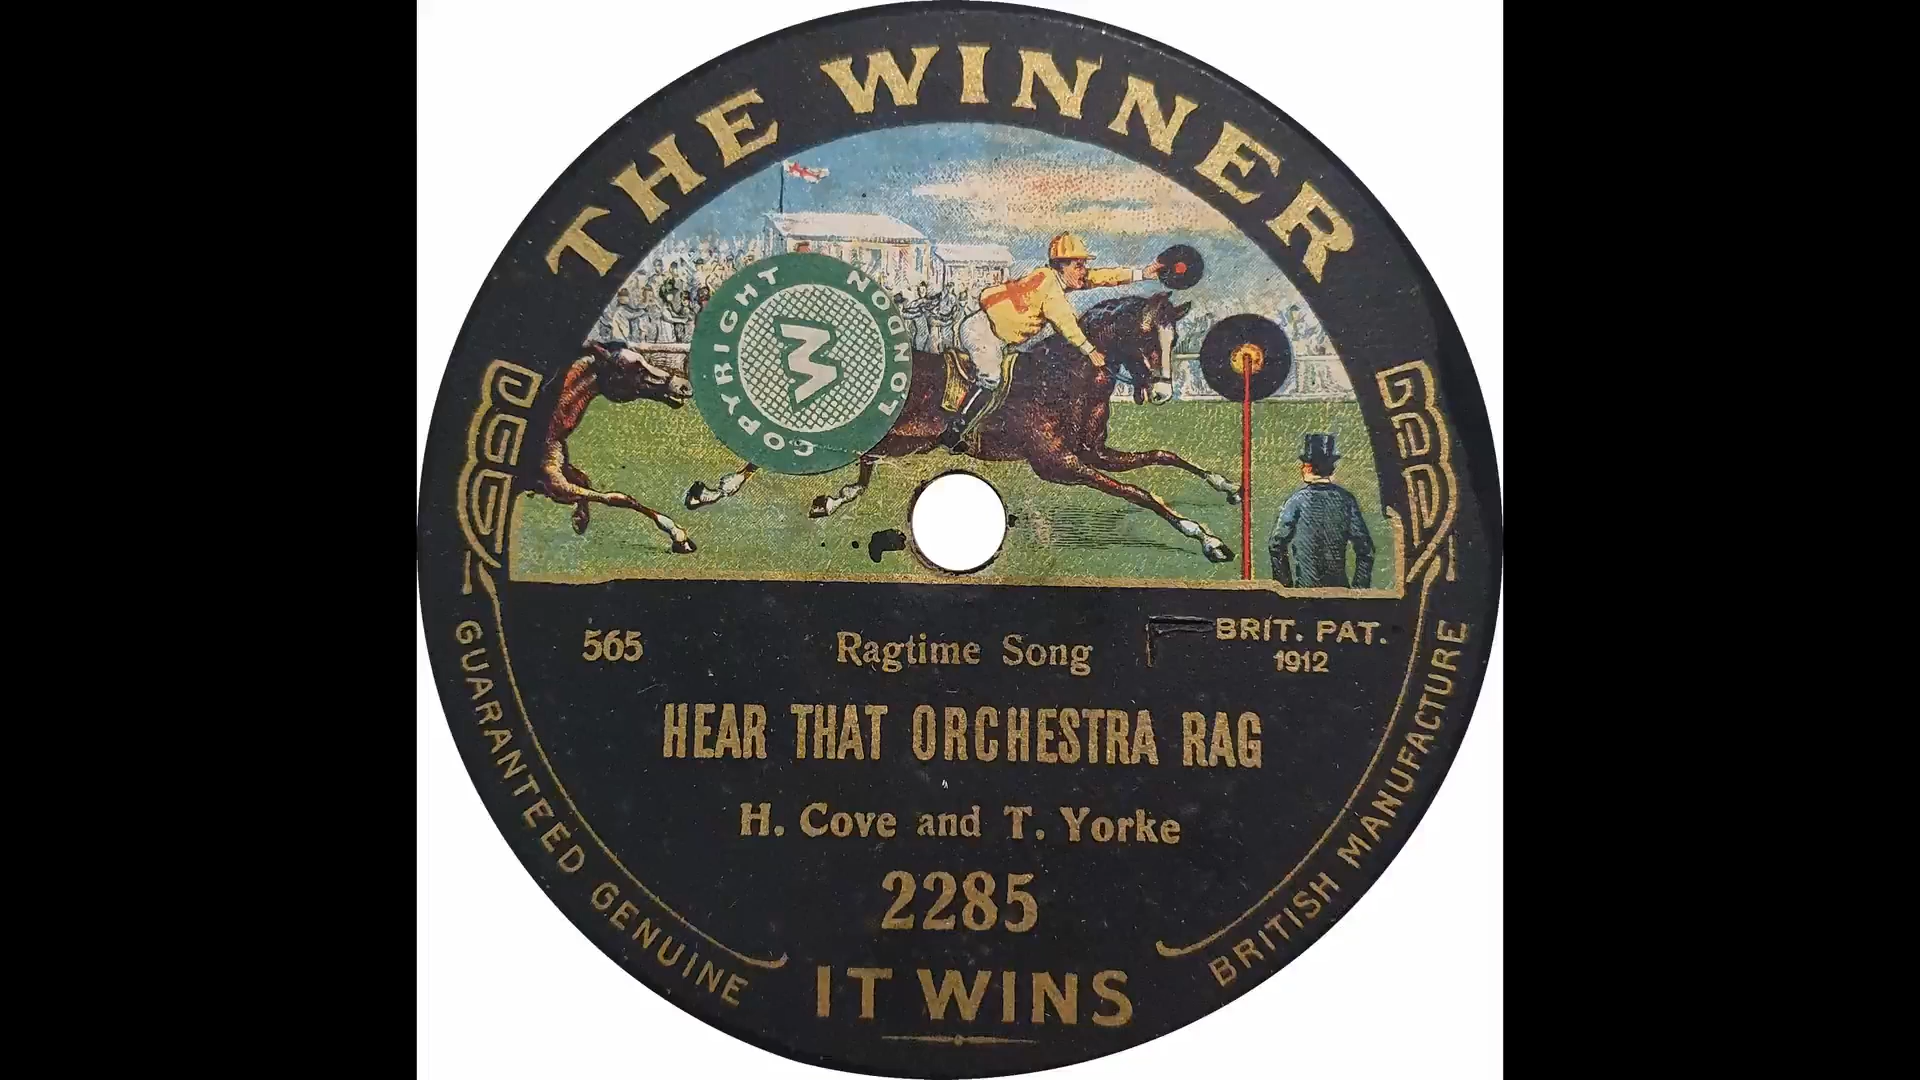 THE WINNER
COPYRIGHT LONDON
W
565
Ragtime Song
BRIT. PAT.
1912
HEAR THAT ORCHESTRA RAG
H. Cove and T. Yorke
2285
IT WINS
GUARANTEED GENUINE
BRITISH MANUFACTURE